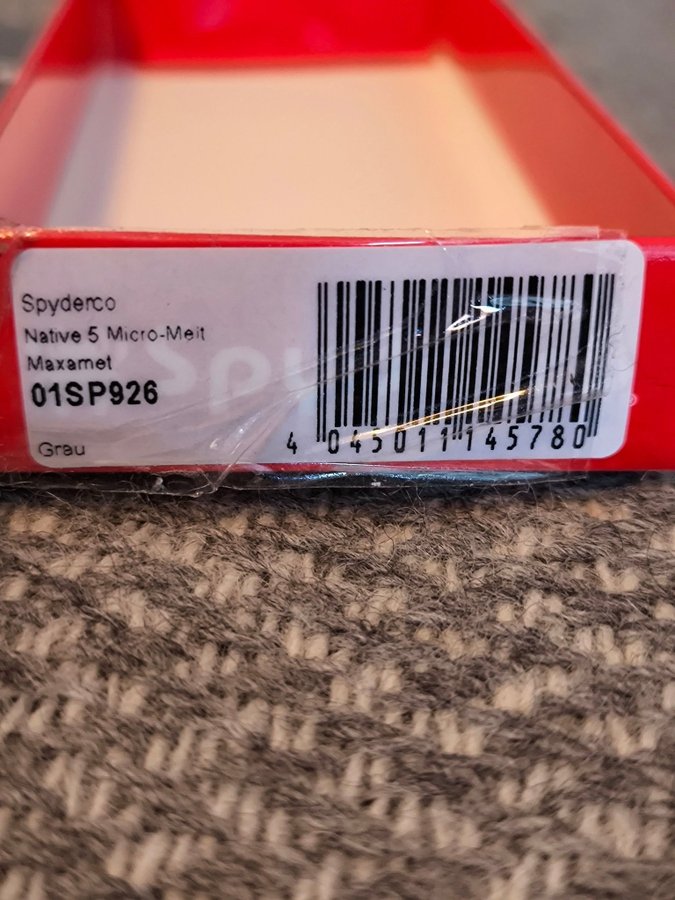 Spyderco
Native 5 Micro-Melt
Maxamet
01SP926
Grau
4 045011 145780